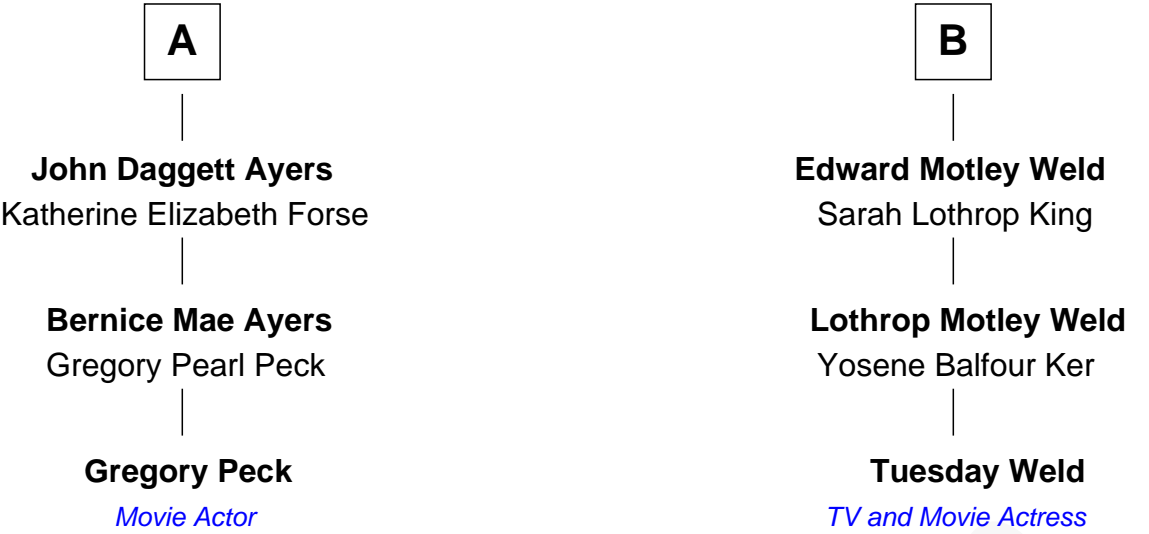 A
John Daggett Ayers
Katherine Elizabeth Forse
Bernice Mae Ayers
Gregory Pearl Peck
Gregory Peck
Movie Actor
B
Edward Motley Weld
Sarah Lothrop King
Lothrop Motley Weld
Yosene Balfour Ker
Tuesday Weld
TV and Movie Actress